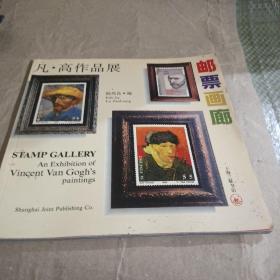 凡·高作品展
邮票画廊
STAMP GALLERY
An Exhibition of
Vincent Van Gogh's
paintings
Shanghai Joint Publishing Co.
$5